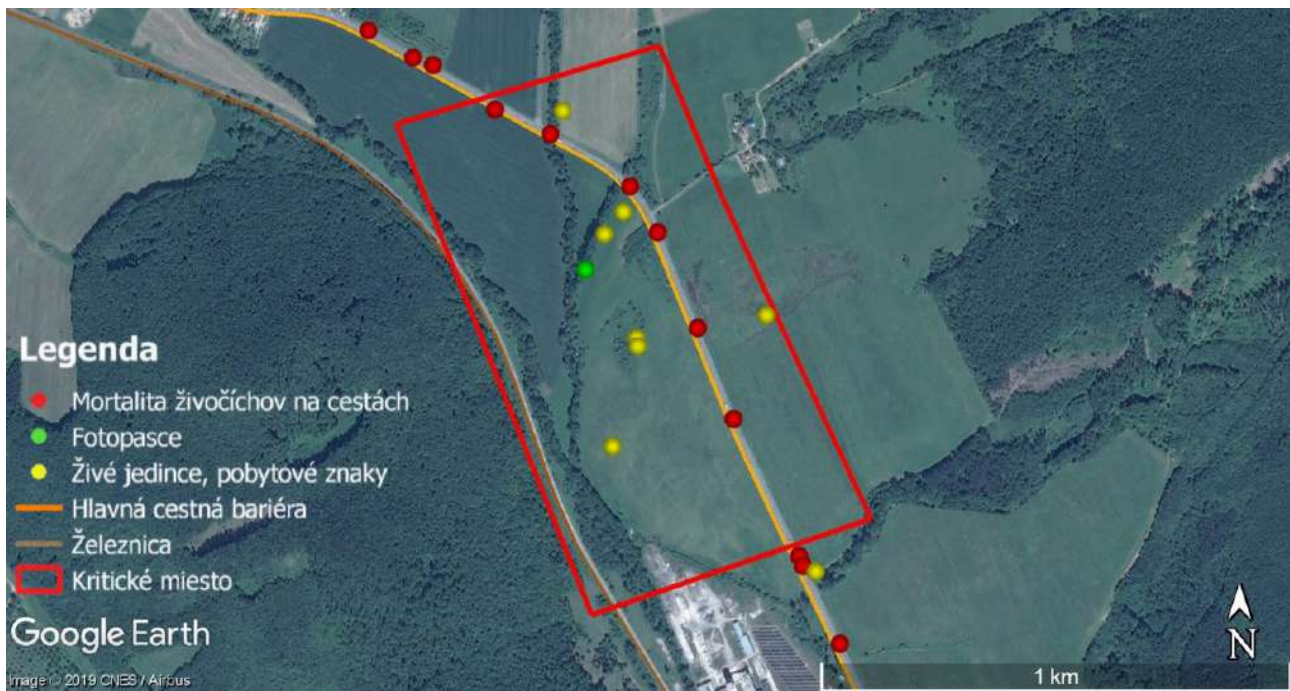 Legenda
Mortalita živočíchov na cestách
Fotopasce
Živé jedince, pobytové znaky
Hlavná cestná bariéra
Železnica
Kritické miesto
Google Earth
Image © 2019 CNES / Airbus
N
1 km